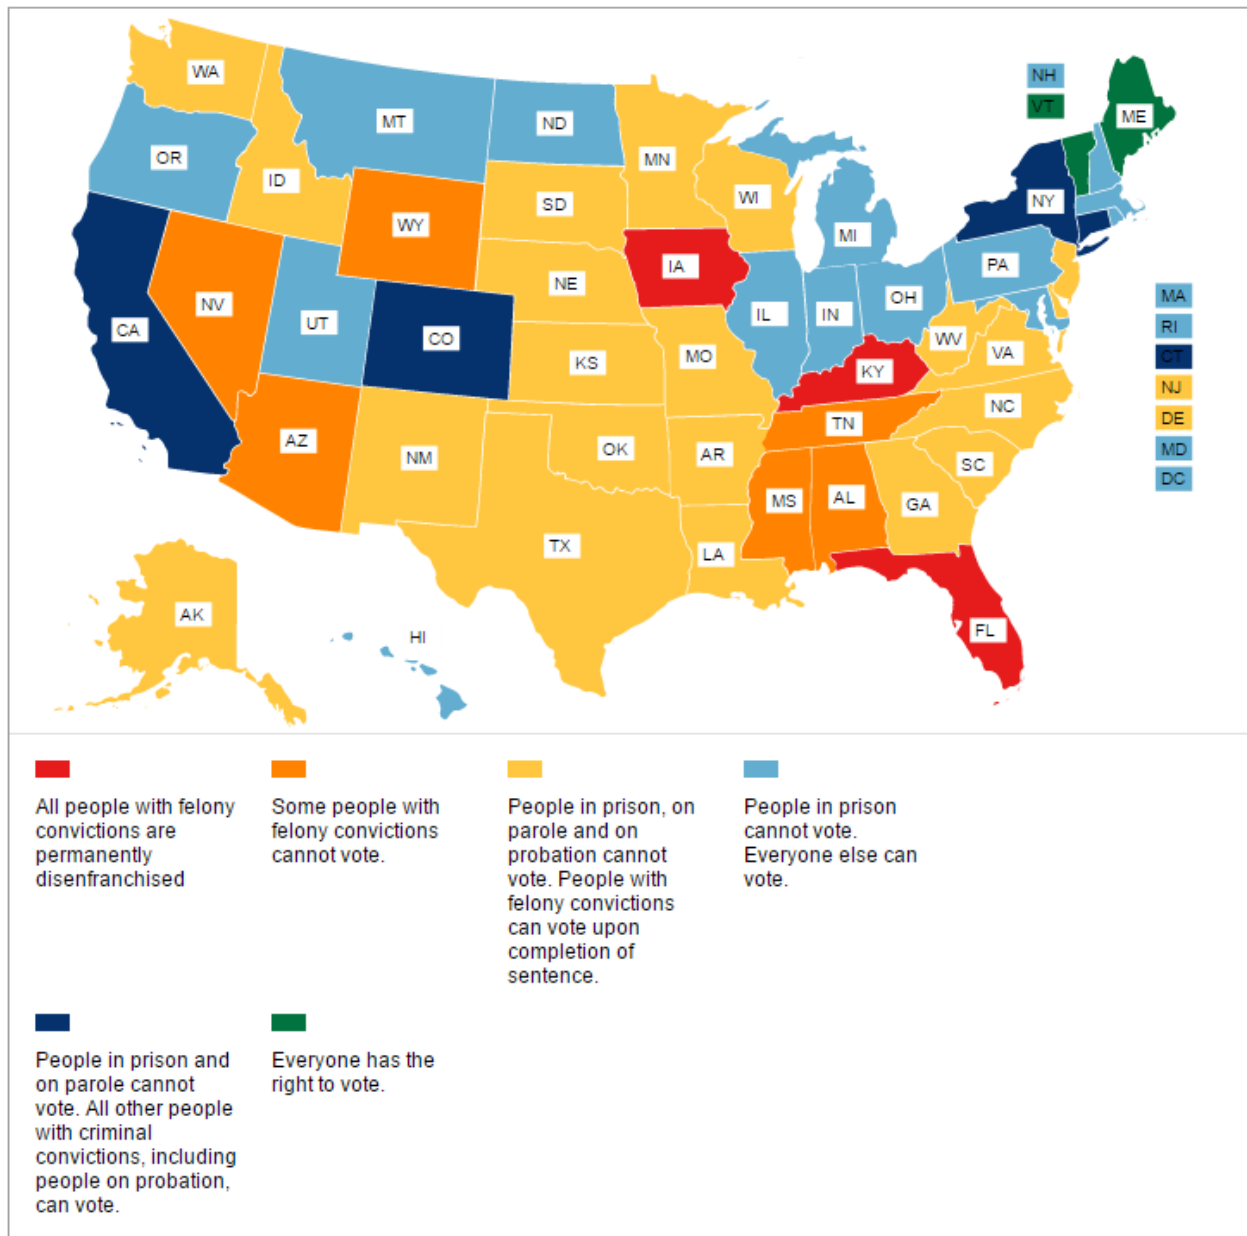 WA
NH
VT
ME
MT
ND
OR
MN
ID
WI
SD
NY
WY
MI
IA
PA
NE
MA
NV
OH
IL
IN
UT
CA
RI
CO
WV
VA
MO
CT
KS
KY
NJ
NC
TN
DE
AZ
OK
AR
NM
MD
SC
DC
MS
AL
GA
TX
LA
AK
FL
HI
All people with felony
convictions are
permanently
disenfranchised
Some people with
felony convictions
cannot vote.
People in prison, on
parole and on
probation cannot
vote. People with
felony convictions
can vote upon
completion of
sentence.
People in prison
cannot vote.
Everyone else can
vote.
People in prison and
on parole cannot
vote. All other people
with criminal
convictions, including
people on probation,
can vote.
Everyone has the
right to vote.